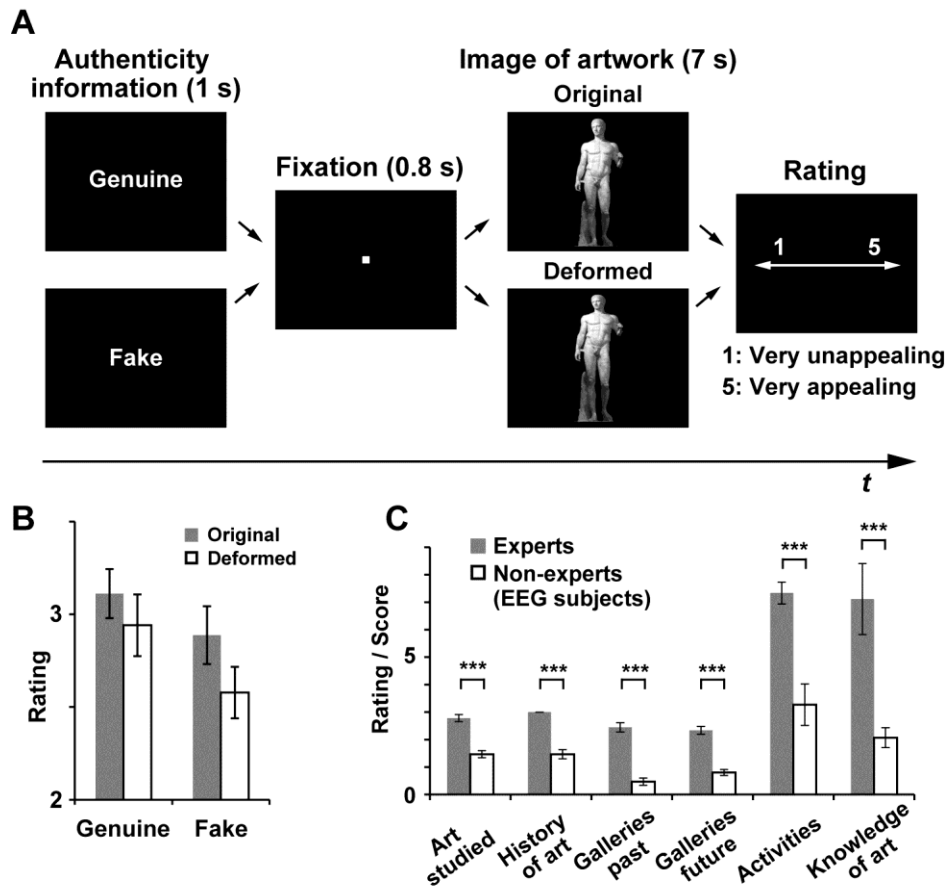 A
Authenticity
information (1 s)
Genuine
Fake
Fixation (0.8 s)
Image of artwork (7 s)
Original
Deformed
Rating
1 5
1: Very unappealing
5: Very appealing
t
B
Original
Deformed
Rating
3
2
Genuine Fake
C
Experts
Non-experts
(EEG subjects)
Rating / Score
5
0
*** *** *** *** *** ***
Art
studied
History
of art
Galleries
past
Galleries
future
Activities
Knowledge
of art